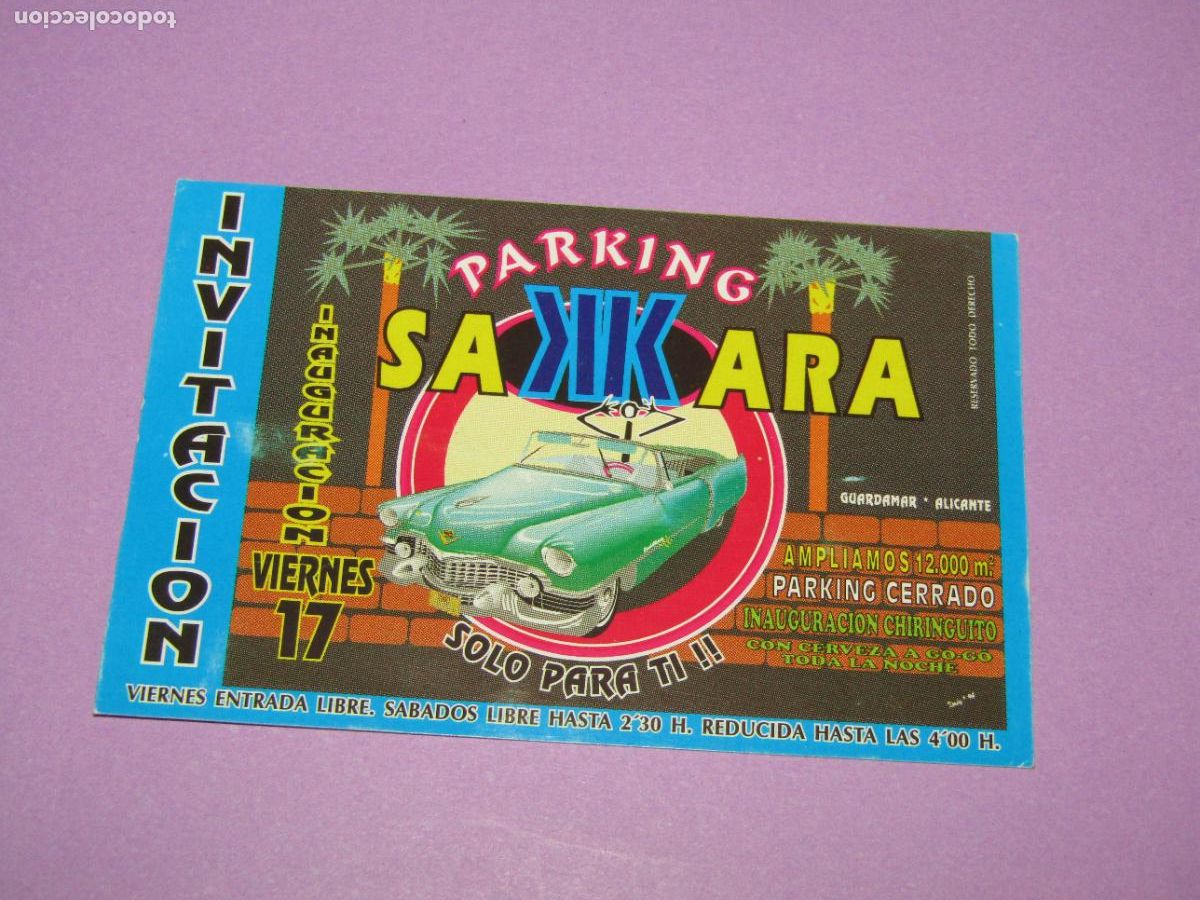 todocoleccion
INVITACION
PARKING
SAKKARA
INAUGURACION
VIERNES
17
RESERVADO TODO DERECHO
GUARDAMAR * ALICANTE
AMPLIAMOS 12.000 m²
PARKING CERRADO
INAUGURACION CHIRINGUITO
CON CERVEZA A GO-GO
TODA LA NOCHE
SOLO PARA TI !!
VIERNES ENTRADA LIBRE. SABADOS LIBRE HASTA 2´30 H. REDUCIDA HASTA LAS 4´00 H.